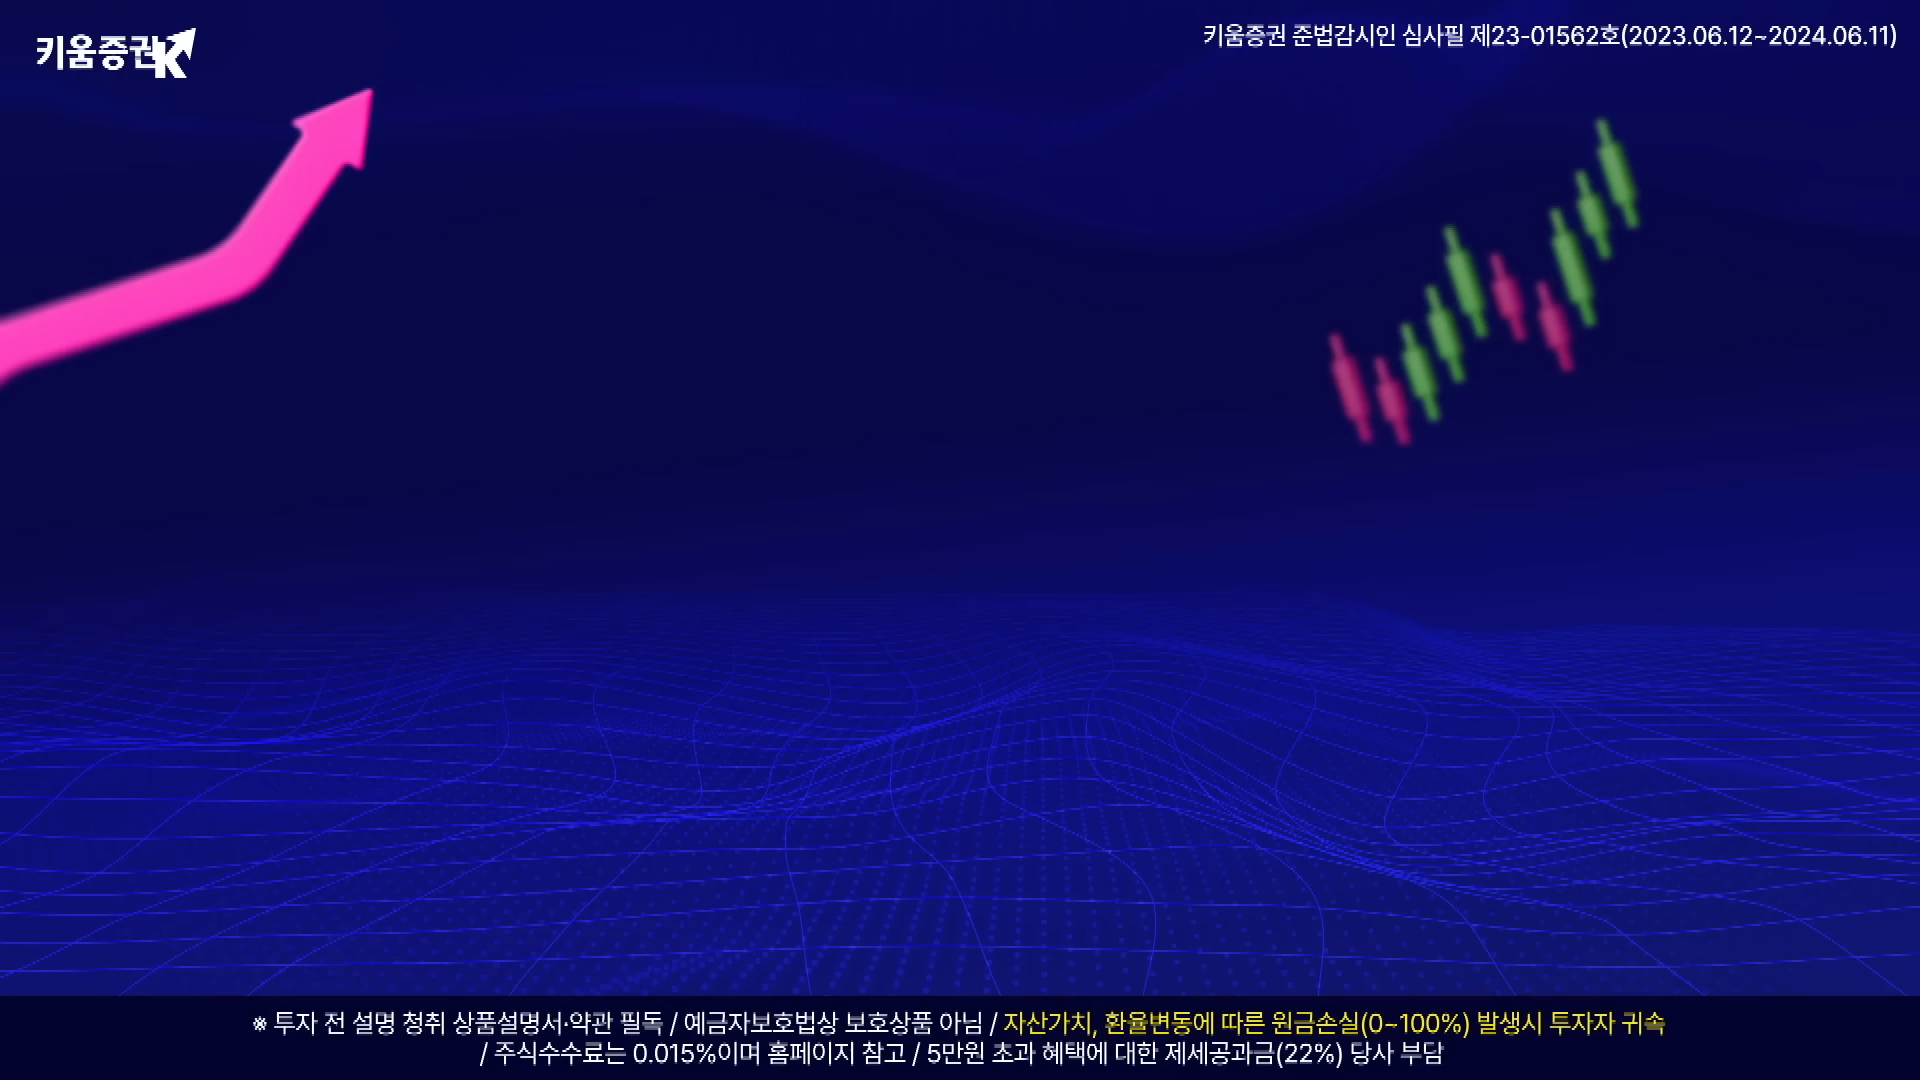 키움증권
키움증권 준법감시인 심사필 제23-01562호(2023.06.12~2024.06.11)
※ 투자 전 설명 청취 상품설명서·약관 필독 / 예금자보호법상 보호상품 아님 / 자산가치, 환율변동에 따른 원금손실(0~100%) 발생시 투자자 귀속
/ 주식수수료는 0.015%이며 홈페이지 참고 / 5만원 초과 혜택에 대한 제세공과금(22%) 당사 부담